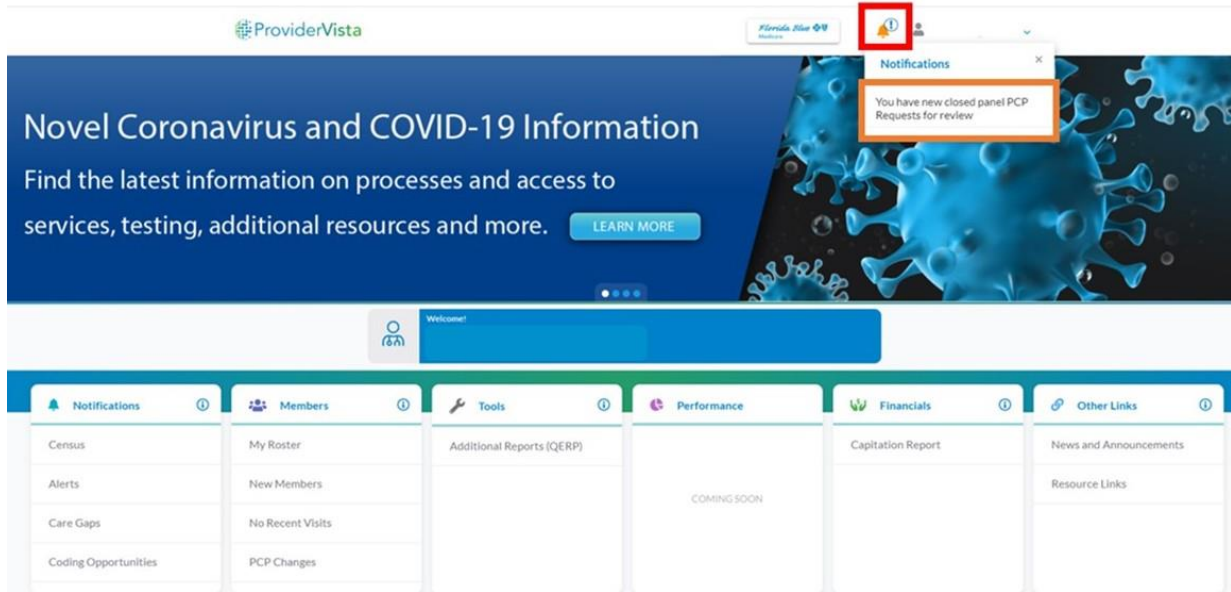 ProviderVista
Florida Blue
Medicare
Notifications
You have new closed panel PCP
Requests for review
Novel Coronavirus and COVID-19 Information
Find the latest information on processes and access to
services, testing, additional resources and more.
LEARN MORE
Welcome!
Notifications
Census
Alerts
Care Gaps
Coding Opportunities
Members
My Roster
New Members
No Recent Visits
PCP Changes
Tools
Additional Reports (QERP)
Performance
COMING SOON
Financials
Capitation Report
Other Links
News and Announcements
Resource Links